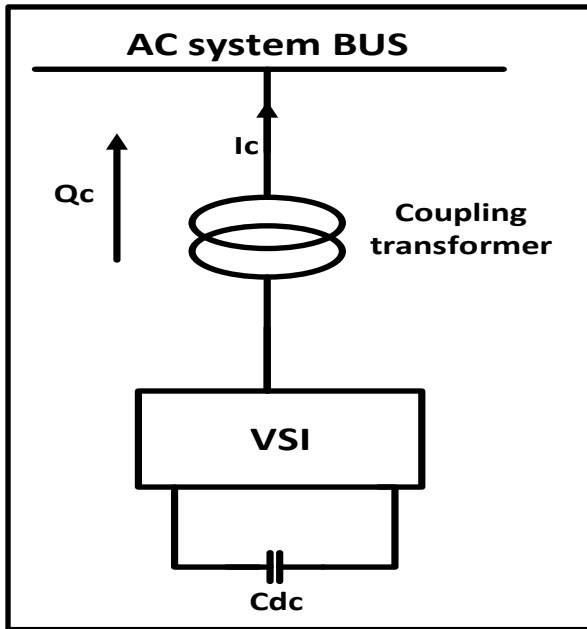 AC system BUS
Ic
Qc
Coupling
transformer
VSI
Cdc